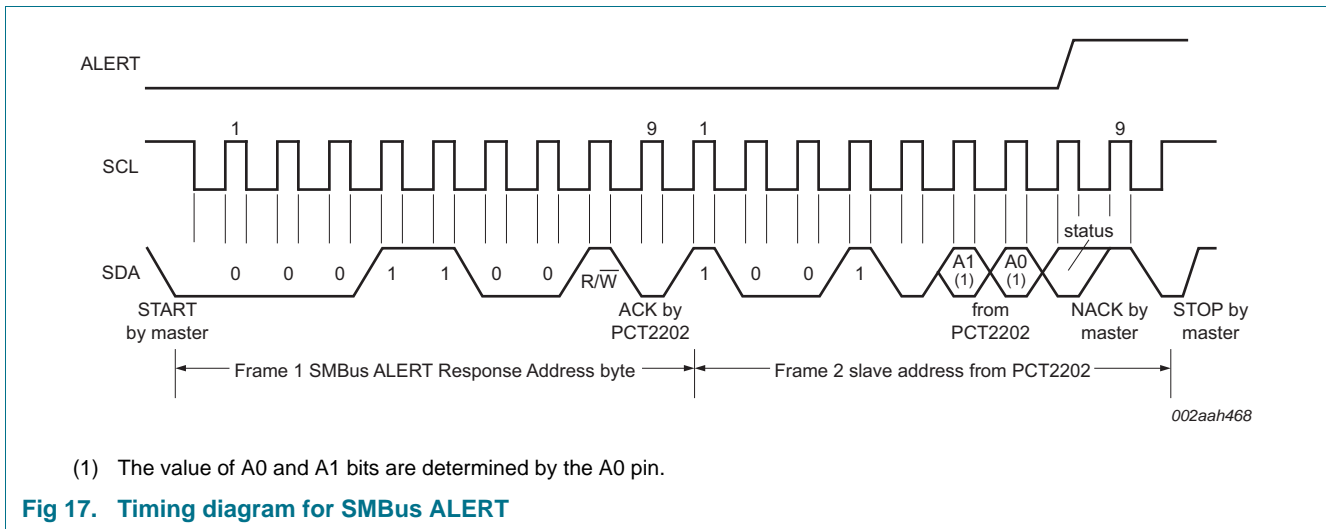 ALERT
1 9 1 9
SCL
status
SDA 0 0 0 1 1 0 0 R/W 1 0 0 1 A1 (1) A0 (1)
START by master
ACK by PCT2202
from PCT2202
NACK by master
STOP by master
Frame 1 SMBus ALERT Response Address byte
Frame 2 slave address from PCT2202
002aah468
(1) The value of A0 and A1 bits are determined by the A0 pin.
Fig 17. Timing diagram for SMBus ALERT